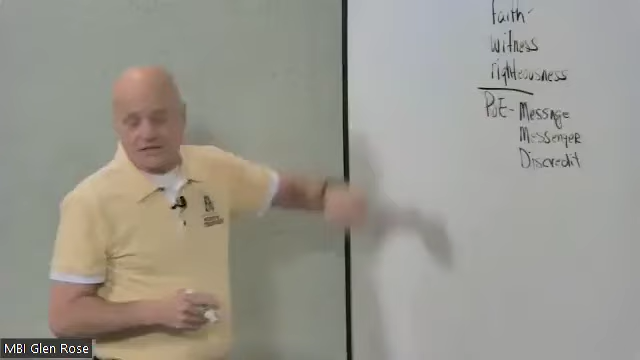 faith-
witness
righteousness
PoE- Message
Messenger
Discredit
MBI Glen Rose